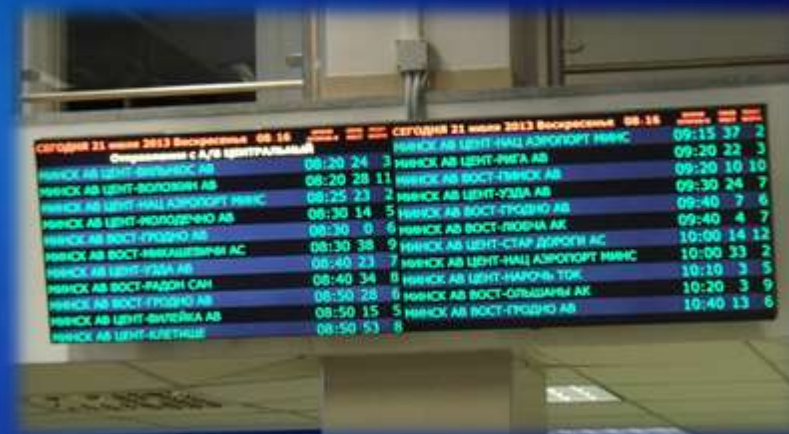 СЕГОДНЯ 21 июля 2013 Воскресенье 08 16
Отправление с А/В ЦЕНТРАЛЬНЫЙ
МИНСК АВ ЦЕНТ-ВИЛЬНЮС АВ 08:20 24 3
МИНСК АВ ЦЕНТ-ВОЛОЖИН АВ 08:20 28 11
МИНСК АВ ЦЕНТ-НАЦ АЭРОПОРТ МИНС 08:25 23 2
МИНСК АВ ЦЕНТ-МОЛОДЕЧНО АВ 08:30 14 5
МИНСК АВ ВОСТ-ГРОДНО АВ 08:30 0 6
МИНСК АВ ВОСТ-МИКАШЕВИЧИ АС 08:30 38 9
МИНСК АВ ЦЕНТ-УЗДА АВ 08:40 23 7
МИНСК АВ ВОСТ-РАДОН САН 08:40 34 8
МИНСК АВ ВОСТ-ГРОДНО АВ 08:50 28 6
МИНСК АВ ЦЕНТ-ВИЛЕЙКА АВ 08:50 15 5
МИНСК АВ ЦЕНТ-КЛЕТИЩЕ 08:50 53 8
СЕГОДНЯ 21 июля 2013 Воскресенье 08.16
МИНСК АВ ЦЕНТ-НАЦ АЭРОПОРТ МИНС 09:15 37 2
МИНСК АВ ЦЕНТ-РИГА АВ 09:20 22 3
МИНСК АВ ВОСТ-ПИНСК АВ 09:20 10 10
МИНСК АВ ЦЕНТ-УЗДА АВ 09:30 24 7
МИНСК АВ ВОСТ-ГРОДНО АВ 09:40 7 6
МИНСК АВ ВОСТ-ЛЮБЧА АК 09:40 4 7
МИНСК АВ ЦЕНТ-СТАР ДОРОГИ АС 10:00 14 12
МИНСК АВ ЦЕНТ-НАЦ АЭРОПОРТ МИНС 10:00 33 2
МИНСК АВ ЦЕНТ-НАРОЧЬ ТОК 10:10 3 5
МИНСК АВ ВОСТ-ОЛЬШАНЫ АК 10:20 3 9
МИНСК АВ ВОСТ-ГРОДНО АВ 10:40 13 6